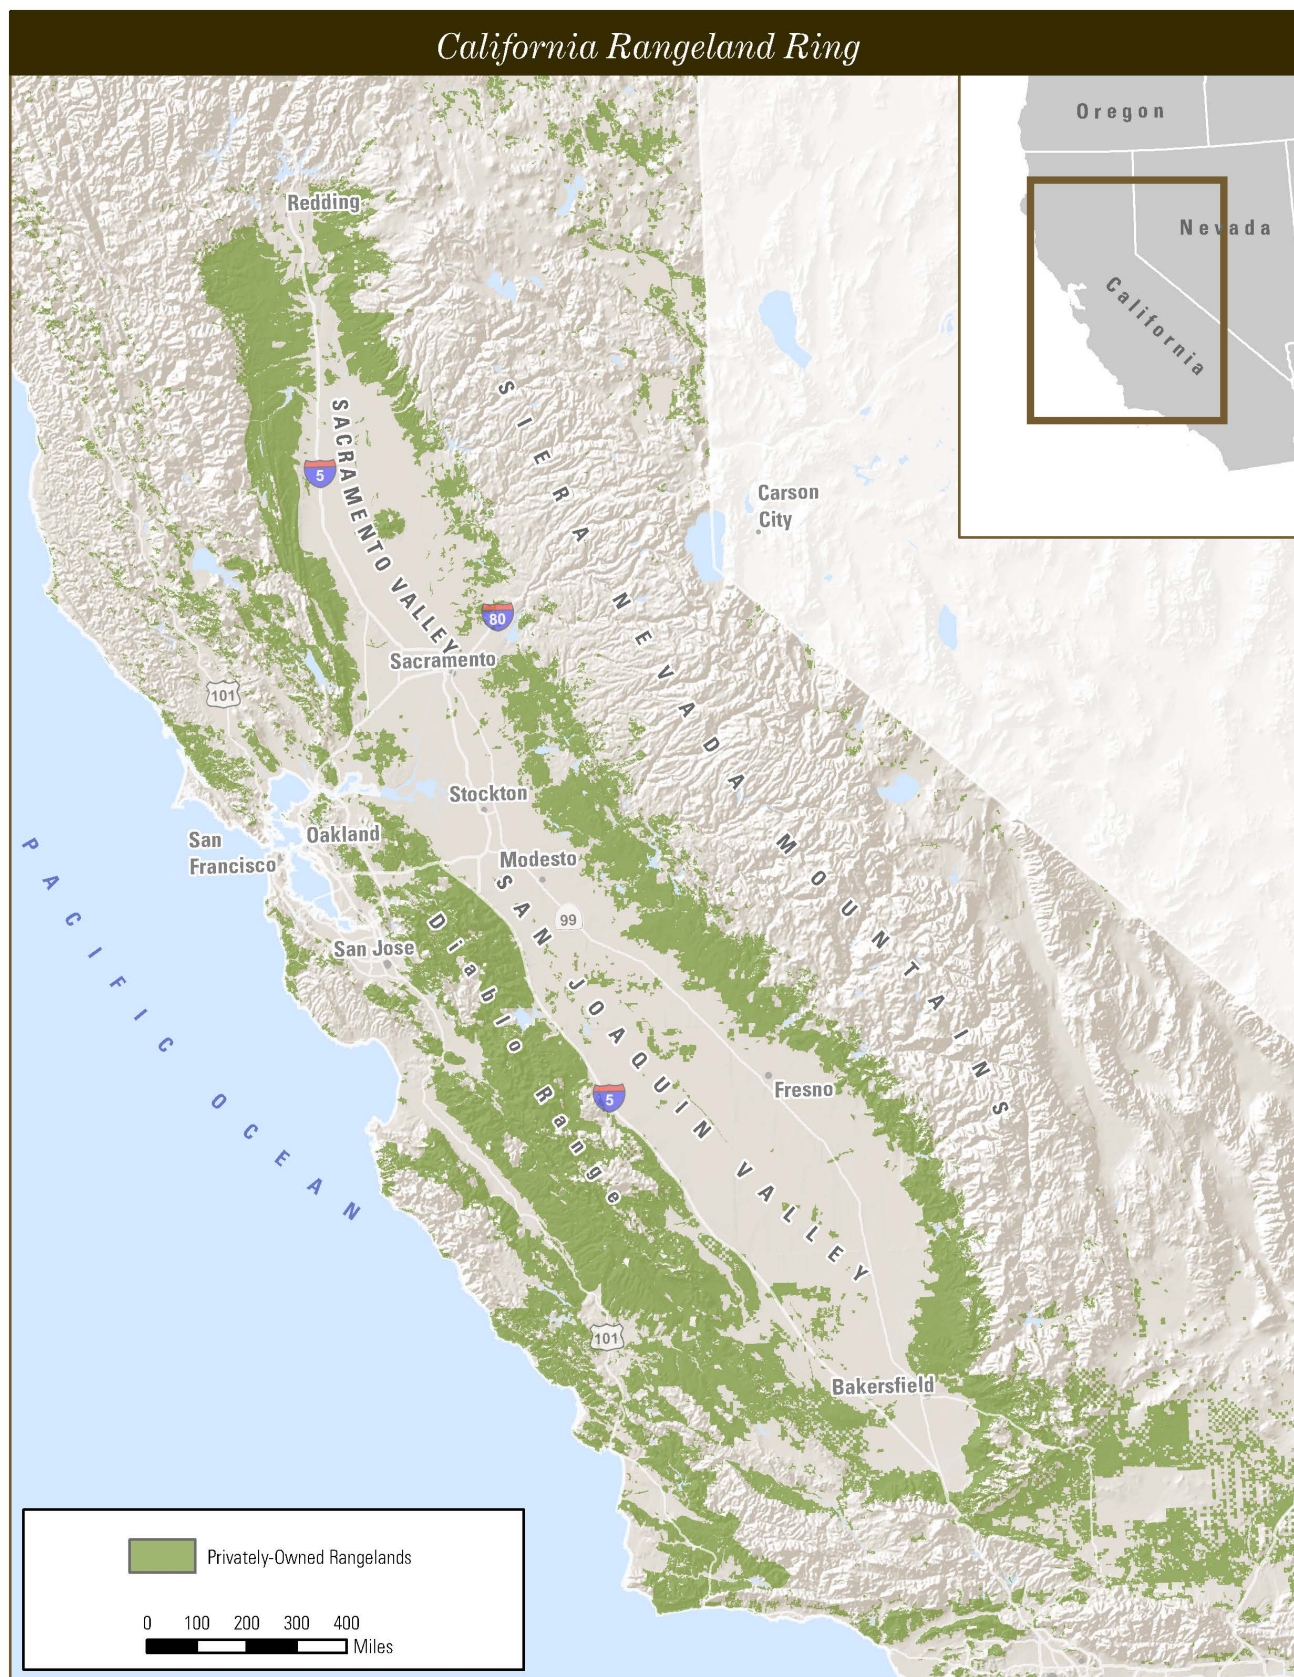 California Rangeland Ring
Oregon
Nevada
California
Redding
SACRAMENTO VALLEY
5
SIERA NEVADA MOUNTAINS
Carson
City
80
Sacramento
101
Stockton
San
Francisco
Oakland
Modesto
99
San Jose
Diablo Range
SAN JOAQUIN VALLEY
PACIFIC OCEAN
5
Fresno
101
Bakersfield
Privately-Owned Rangelands
0 100 200 300 400
Miles